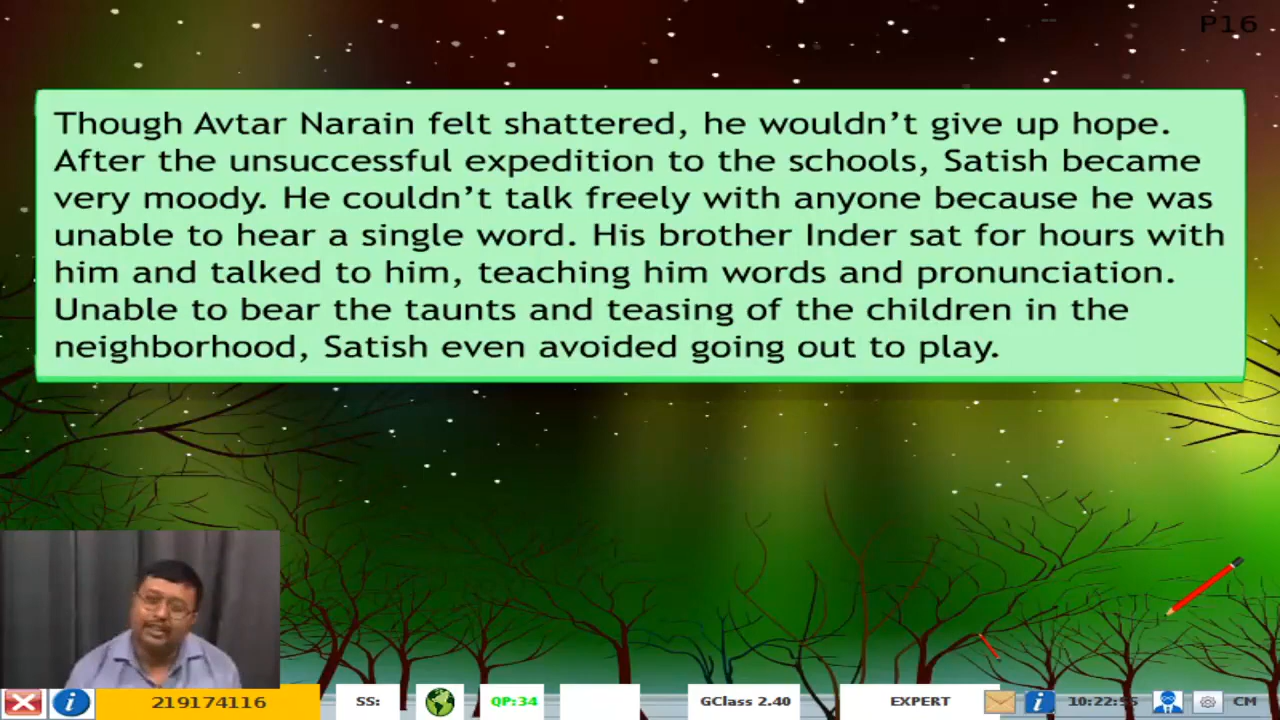 P16
Though Avtar Narain felt shattered, he wouldn’t give up hope.
After the unsuccessful expedition to the schools, Satish became
very moody. He couldn’t talk freely with anyone because he was
unable to hear a single word. His brother Inder sat for hours with
him and talked to him, teaching him words and pronunciation.
Unable to bear the taunts and teasing of the children in the
neighborhood, Satish even avoided going out to play.
219174116 SS: QP:34 GClass 2.40 EXPERT CM